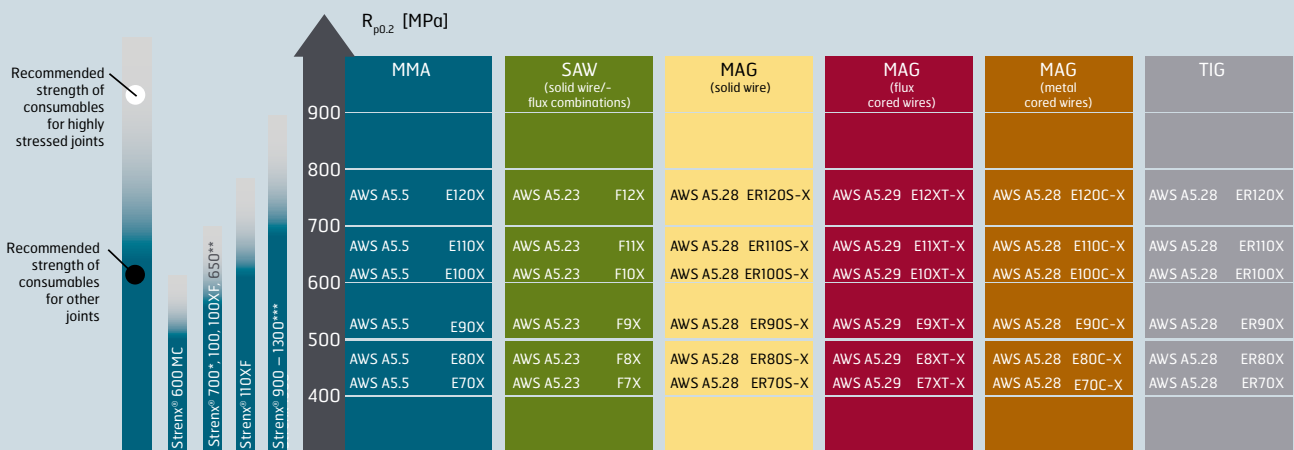 R p0.2 [MPa]
Recommended
strength of
consumables
for highly
stressed joints
Recommended
strength of
consumables
for other
joints
Strenx® 600 MC
Strenx® 700*, 100, 100XF, 650**
Strenx® 110XF
Strenx® 900 – 1300***
900
800
700
600
500
400
MMA
SAW
(solid wire/-
flux combinations)
MAG
(solid wire)
MAG
(flux
cored wires)
MAG
(metal
cored wires)
TIG
AWS A5.5 E120X AWS A5.23 F12X AWS A5.28 ER120S-X AWS A5.29 E12XT-X AWS A5.28 E120C-X AWS A5.28 ER120X
AWS A5.5 E110X AWS A5.23 F11X AWS A5.28 ER110S-X AWS A5.29 E11XT-X AWS A5.28 E110C-X AWS A5.28 ER110X
AWS A5.5 E100X AWS A5.23 F10X AWS A5.28 ER100S-X AWS A5.29 E10XT-X AWS A5.28 E100C-X AWS A5.28 ER100X
AWS A5.5 E90X AWS A5.23 F9X AWS A5.28 ER90S-X AWS A5.29 E9XT-X AWS A5.28 E90C-X AWS A5.28 ER90X
AWS A5.5 E80X AWS A5.23 F8X AWS A5.28 ER80S-X AWS A5.29 E8XT-X AWS A5.28 E80C-X AWS A5.28 ER80X
AWS A5.5 E70X AWS A5.23 F7X AWS A5.28 ER70S-X AWS A5.29 E7XT-X AWS A5.28 E70C-X AWS A5.28 ER70X